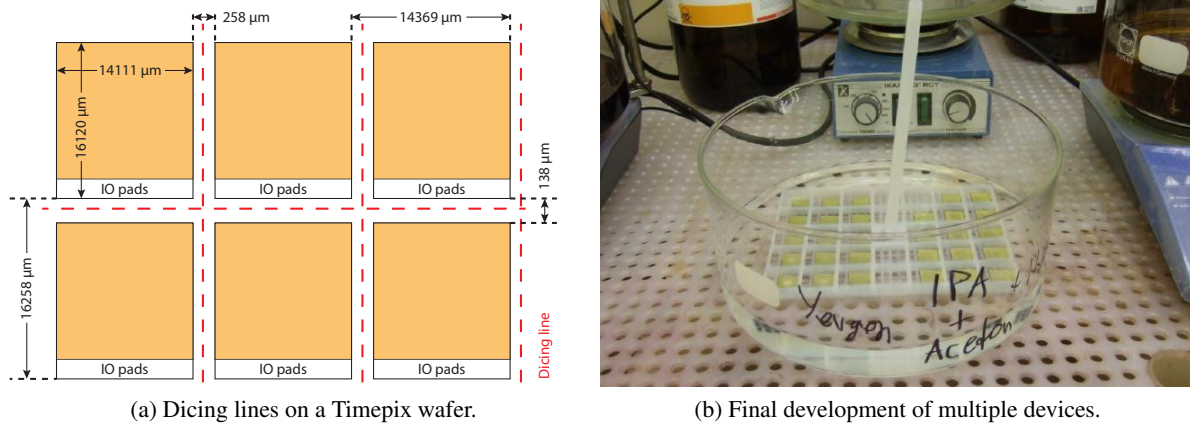 258 µm
14369 µm
14111 µm
16120 µm
IO pads
IO pads
IO pads
138 µm
16258 µm
IO pads
IO pads
IO pads
Dicing line
(a) Dicing lines on a Timepix wafer.
IPA +
+
Aceton
Yevgen
(b) Final development of multiple devices.